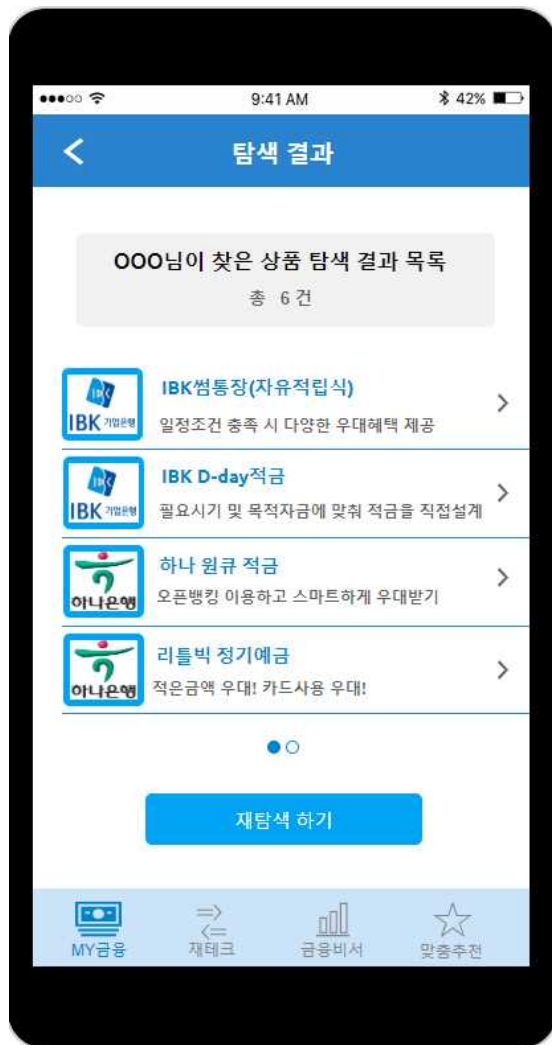 9:41 AM
42%
탐색 결과
OOO님이 찾은 상품 탐색 결과 목록
총 6 건
IBK 기업은행
IBK썸통장(자유적립식)
일정조건 충족 시 다양한 우대혜택 제공
IBK 기업은행
IBK D-day적금
필요시기 및 목적자금에 맞춰 적금을 직접설계
하나은행
하나 원큐 적금
오픈뱅킹 이용하고 스마트하게 우대받기
하나은행
리틀빅 정기예금
적은금액 우대! 카드사용 우대!
재탐색 하기
MY금융
재테크
금융비서
맞춤추전